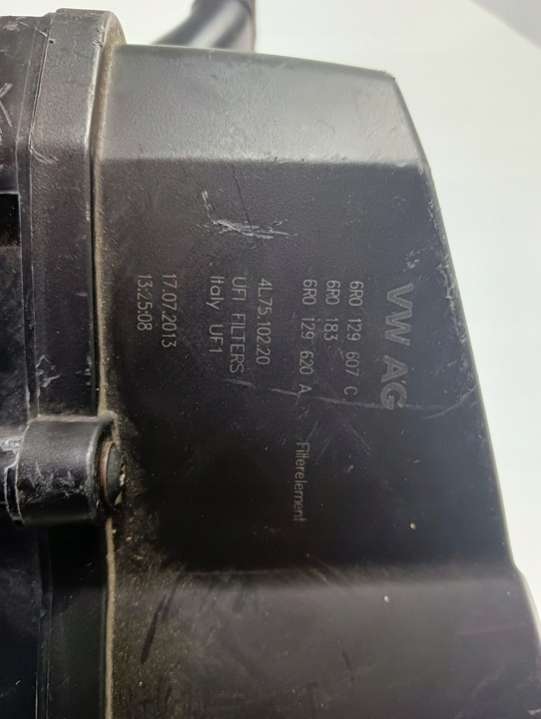 VW AG
6R0 129 607 C
6R0 183
6R0 129 620 A Filterelement
4L75.102.20
UFI FILTERS
Italy UF1
17.07.2013
13:25:08